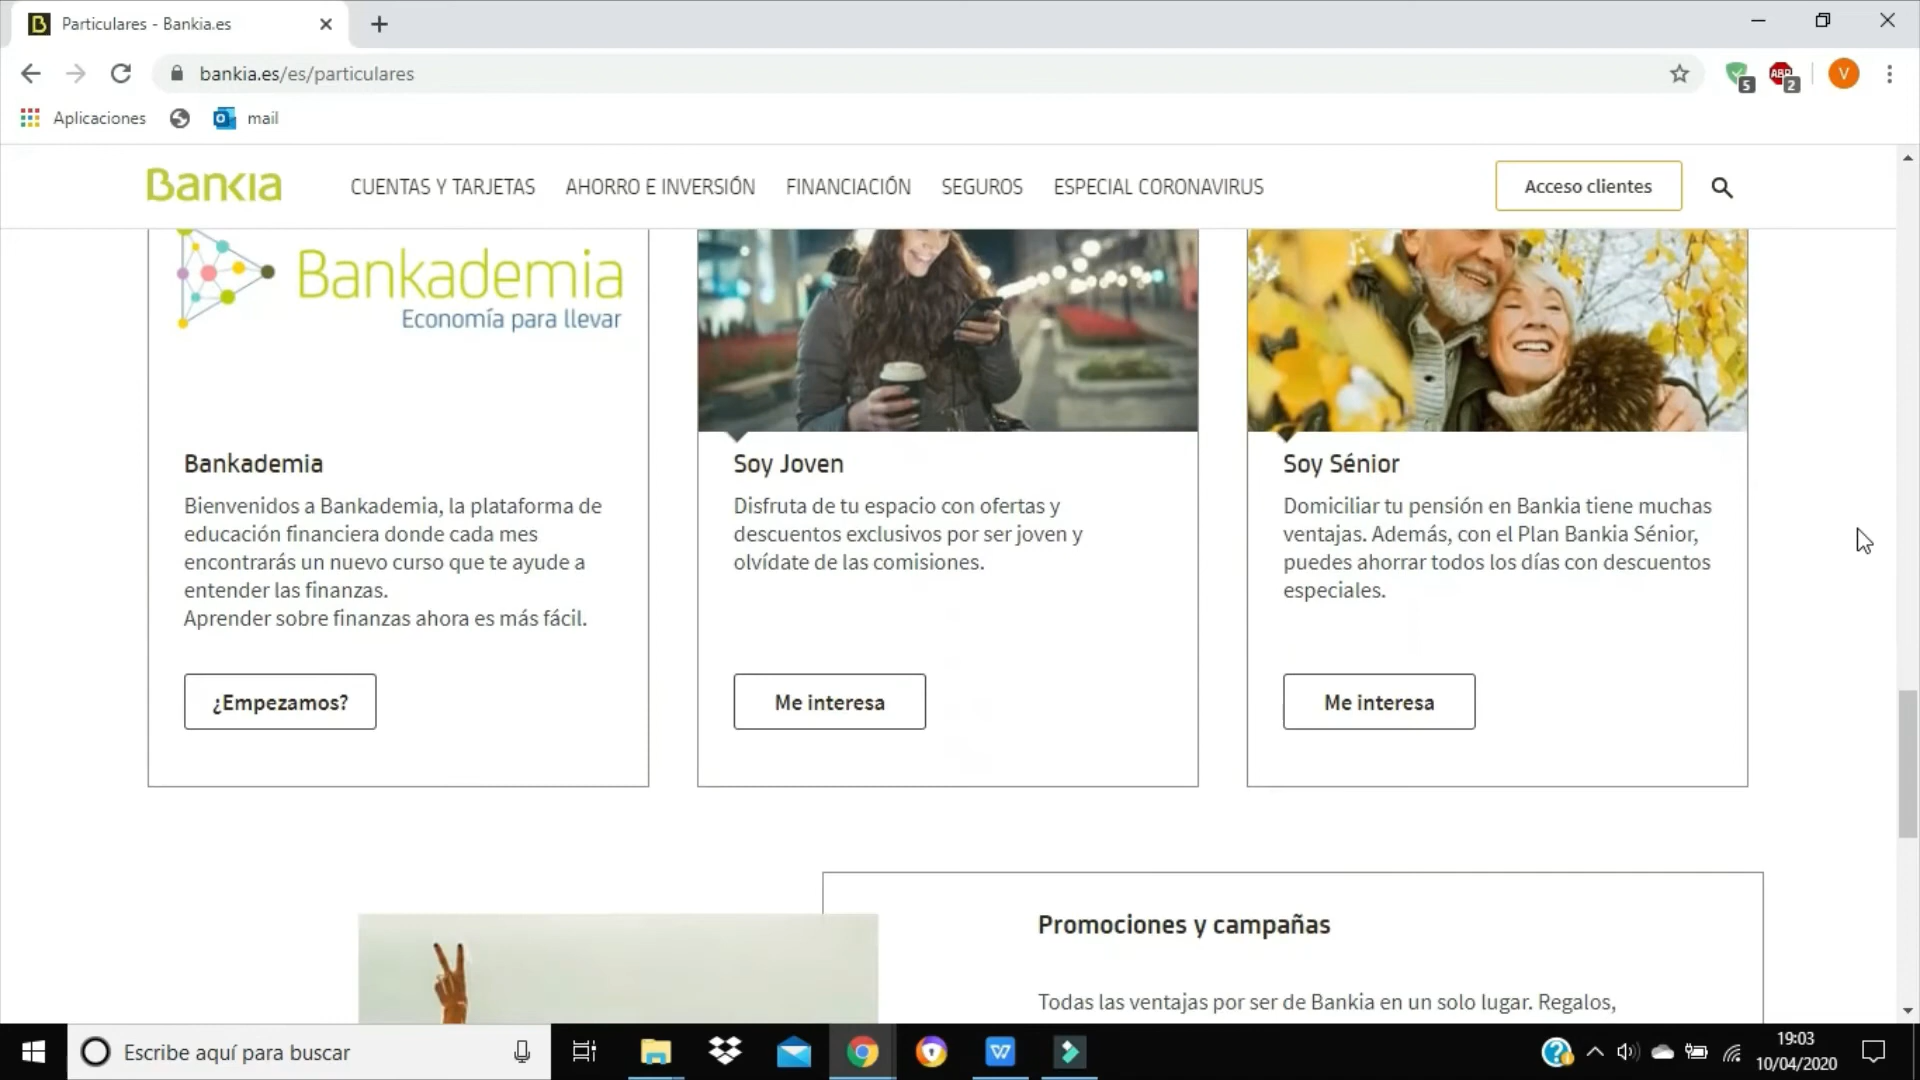 Particulares - Bankia.es
bankia.es/es/particulares
5
ABP
2
V
Aplicaciones
mail
Bankia
CUENTAS Y TARJETAS
AHORRO E INVERSIÓN
FINANCIACIÓN
SEGUROS
ESPECIAL CORONAVIRUS
Acceso clientes
Bankademia
Economía para llevar
Bankademia
Bienvenidos a Bankademia, la plataforma de
educación financiera donde cada mes
encontrarás un nuevo curso que te ayude a
entender las finanzas.
Aprender sobre finanzas ahora es más fácil.
¿Empezamos?
Soy Joven
Disfruta de tu espacio con ofertas y
descuentos exclusivos por ser joven y
olvídate de las comisiones.
Me interesa
Soy Sénior
Domiciliar tu pensión en Bankia tiene muchas
ventajas. Además, con el Plan Bankia Sénior,
puedes ahorrar todos los días con descuentos
especiales.
Me interesa
Promociones y campañas
Todas las ventajas por ser de Bankia en un solo lugar. Regalos,
Escribe aquí para buscar
19:03
10/04/2020